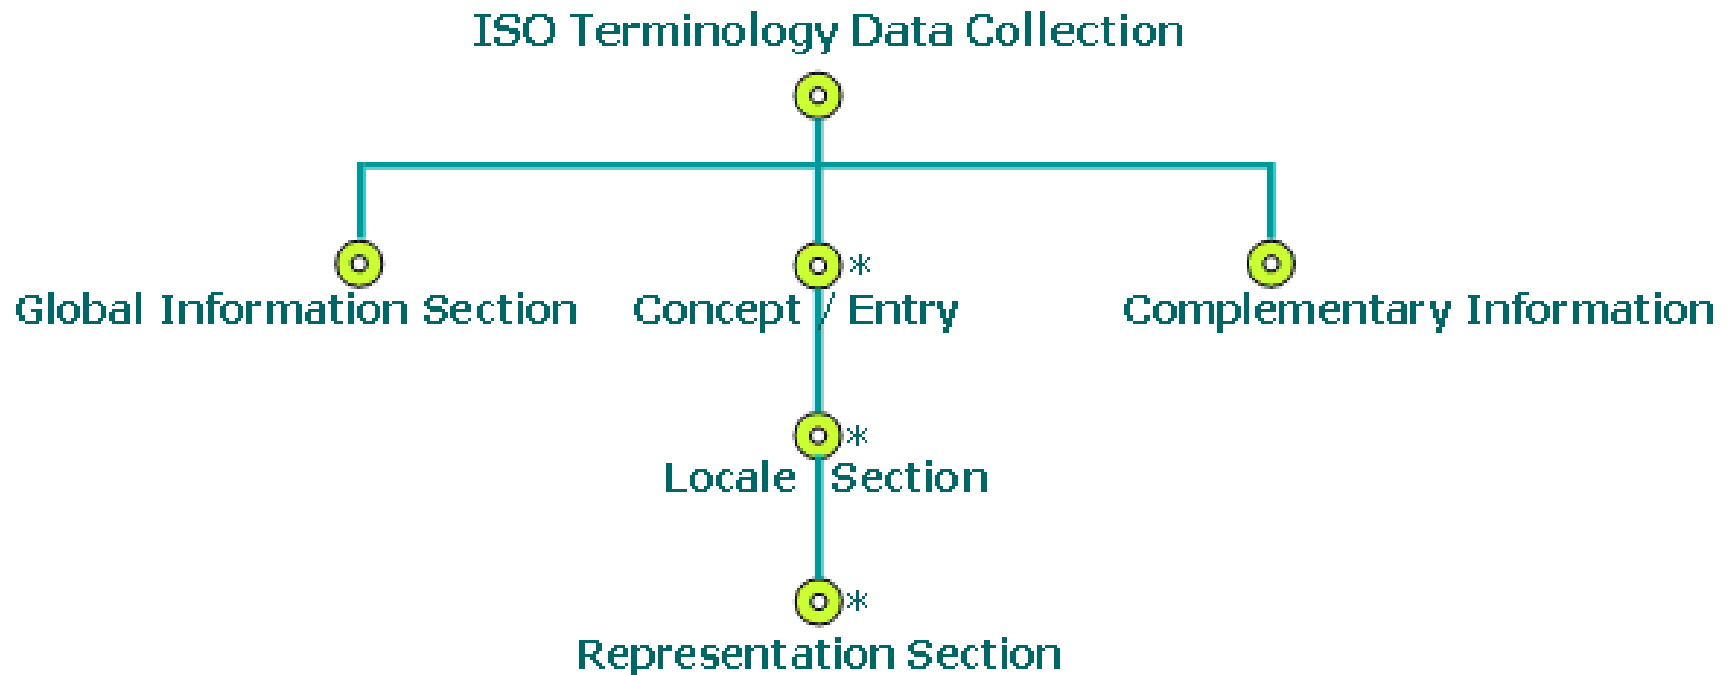 ISO Terminology Data Collection
*
Global Information Section
Concept / Entry
Complementary Information
*
Locale Section
*
Representation Section